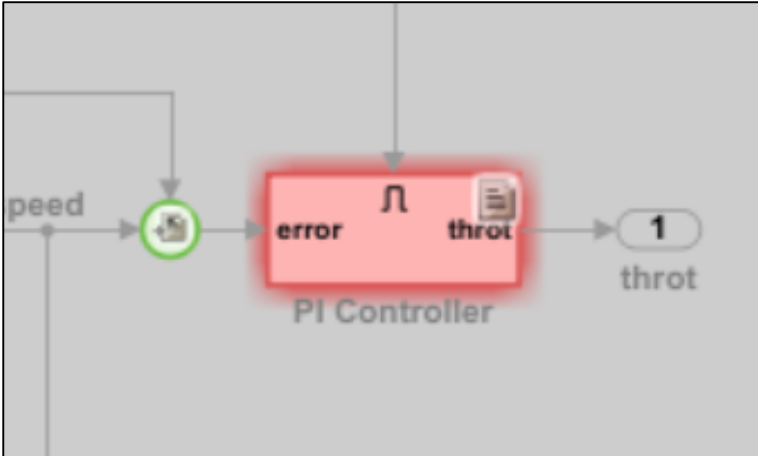 peed
error
throt
1
throt
PI Controller